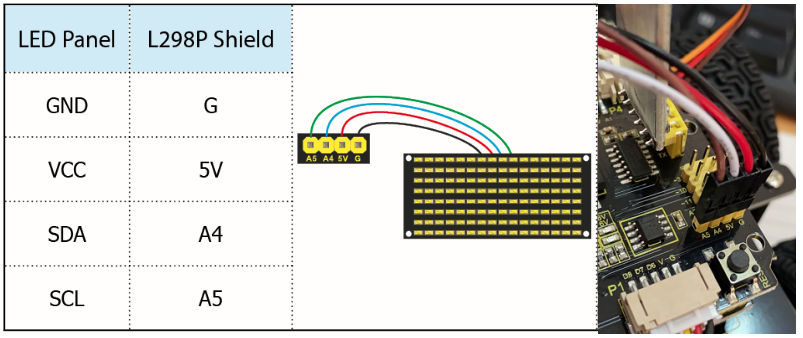 LED Panel L298P Shield
GND G
VCC 5V
SDA A4
SCL A5
A5 A4 5V G
P4
A5 A4 5V G
D8 D7 D6 V G
P1